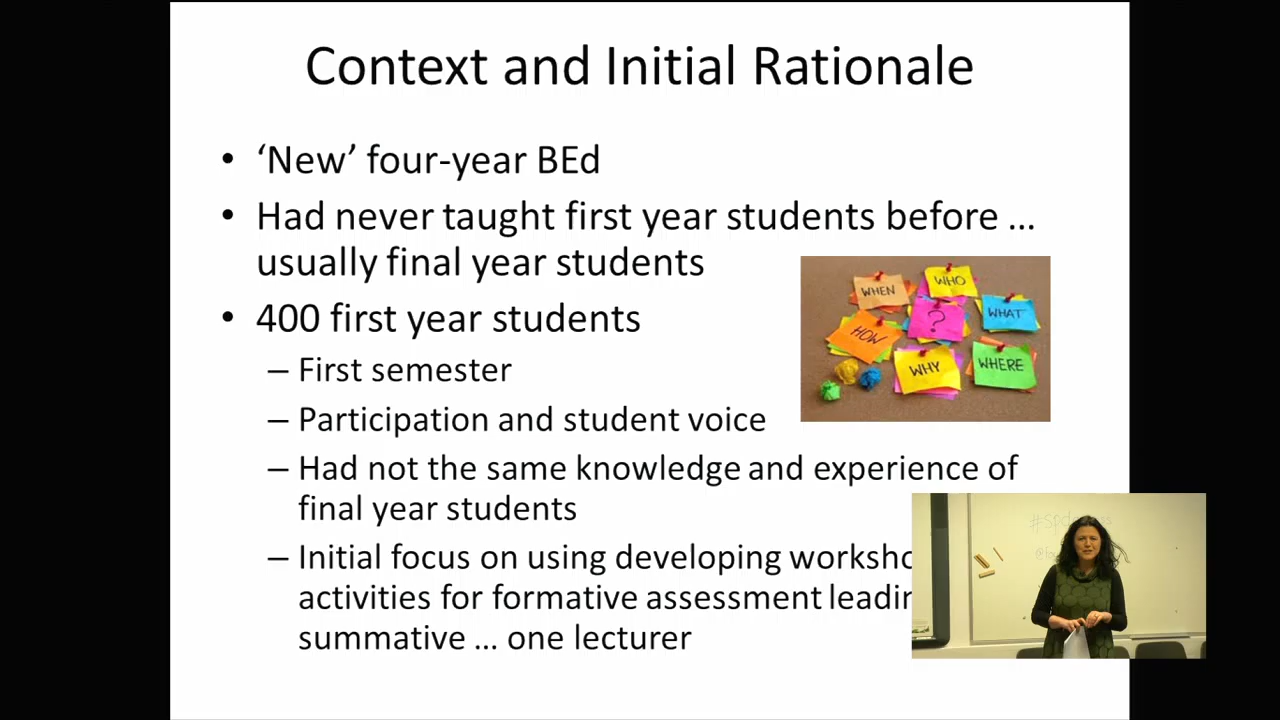 Context and Initial Rationale
• ‘New’ four-year BEd
• Had never taught first year students before …
usually final year students
• 400 first year students
– First semester
– Participation and student voice
– Had not the same knowledge and experience of
final year students
– Initial focus on using developing
activities for formative assessment
summative … one lecturer
WHEN
WHO
?
WHAT
HOW
WHY
WHERE